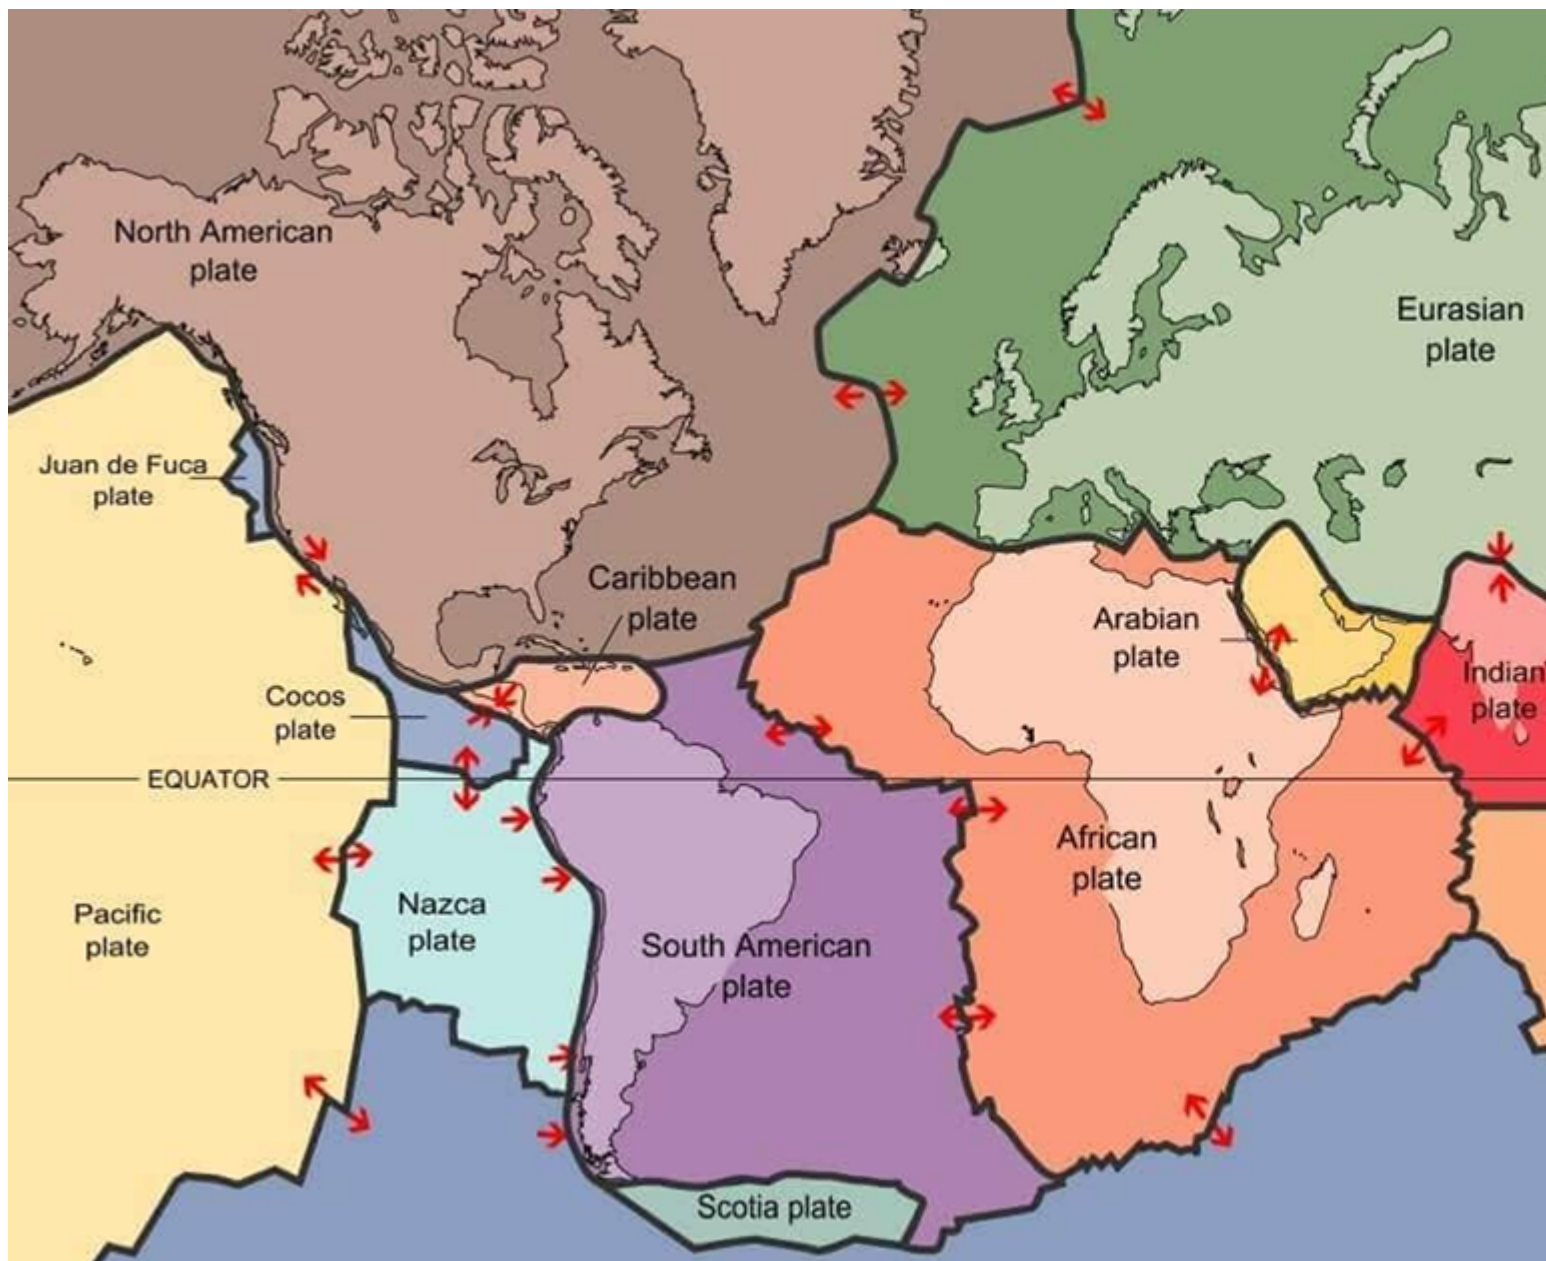 North American
plate
Eurasian
plate
Juan de Fuca
plate
Caribbean
plate
Arabian
plate
Indian
plate
Cocos
plate
EQUATOR
African
plate
Nazca
plate
Pacific
plate
South American
plate
Scotia plate